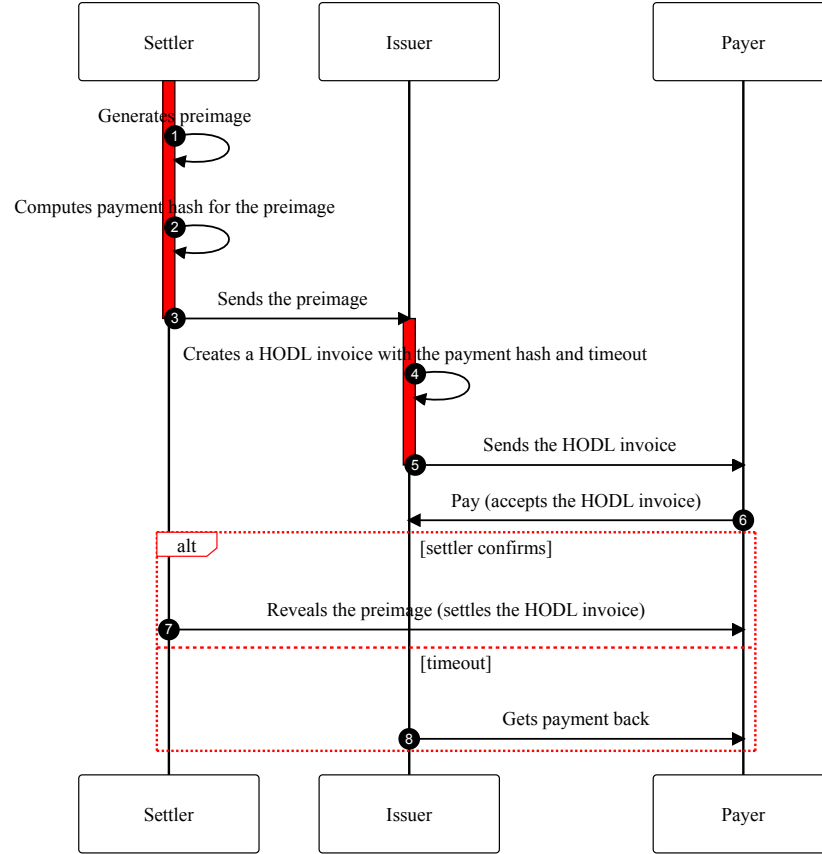 Settler
Issuer
Payer
Generates preimage
1
Computes payment hash for the preimage
2
Sends the preimage
3
Creates a HODL invoice with the payment hash and timeout
4
Sends the HODL invoice
5
Pay (accepts the HODL invoice)
6
alt
[settler confirms]
Reveals the preimage (settles the HODL invoice)
7
[timeout]
Gets payment back
8
Settler
Issuer
Payer